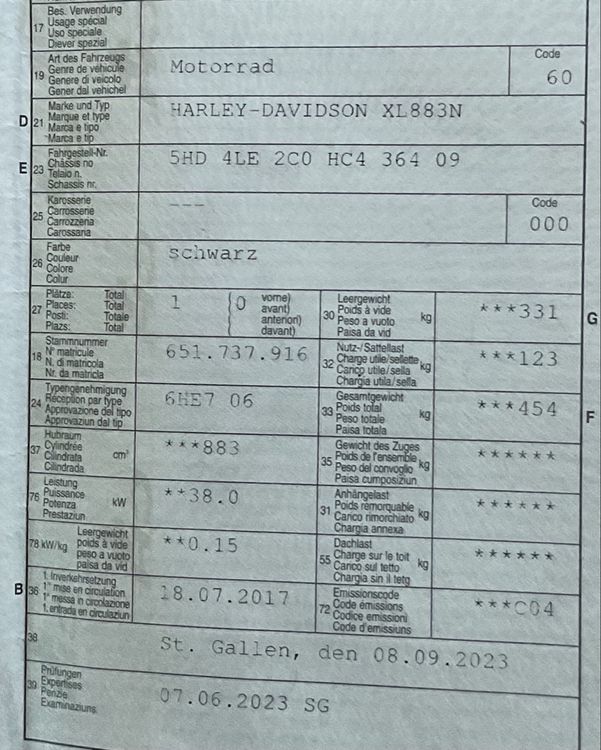 17 Bes. Verwendung
Usage spécial
Uso speciale
Diever spezial
19 Art des Fahrzeugs
Genre de véhicule
Genere di veicolo
Gener dal vehichel
Motorrad
Code
60
D 21 Marke und Typ
Marque et type
Marca e tipo
Marca e tip
HARLEY-DAVIDSON XL883N
E 23 Fahrgestell-Nr.
Châssis no
Telaio n.
Schassis nr.
5HD 4LE 2C0 HC4 364 09
25 Karosserie
Carrosserie
Carrozzeria
Carossaria
---
Code
000
26 Farbe
Couleur
Colore
Colur
schwarz
27 Plätze: Total
Places: Total
Posti: Totale
Plazs: Total
1
0
vorne)
avant)
anteriori)
davant)
30 Leergewicht
Poids à vide
Peso a vuoto
Paisa da vid
kg
***331
G
18 Stammnummer
N° matricule
N. di matricola
Nr. da matricla
651.737.916
32 Nutz-/Sattellast
Charge utile/sellette
Carico utile/sella
Chargia utila/sella
kg
***123
24 Typengenehmigung
Réception par type
Approvazione del tipo
Approvaziun dal tip
6HE7 06
33 Gesamtgewicht
Poids total
Peso totale
Paisa totala
kg
***454
F
37 Hubraum
Cylindrée
Cilindrata
Cilindrada
cm³
***883
35 Gewicht des Zuges
Poids de l'ensemble
Peso del convoglio
Paisa cumposiziun
kg
******
76 Leistung
Puissance
Potenza
Prestaziun
kW
**38.0
31 Anhängelast
Poids remorquable
Carico rimorchiato
Chargia annexa
kg
******
78 kW/kg Leergewicht
poids à vide
peso a vuoto
paisa da vid
**0.15
55 Dachlast
Charge sur le toit
Carico sul tetto
Chargia sin il tetg
kg
******
B 36 1. Inverkehrsetzung
1re mise en circulation
1a messa in circolazione
1. entrada en circulaziun
18.07.2017
72 Emissionscode
Code émissions
Codice emissioni
Code d'emissiuns
***C04
38
St. Gallen, den 08.09.2023
39 Prüfungen
Expertises
Perizie
Examinaziuns
07.06.2023 SG